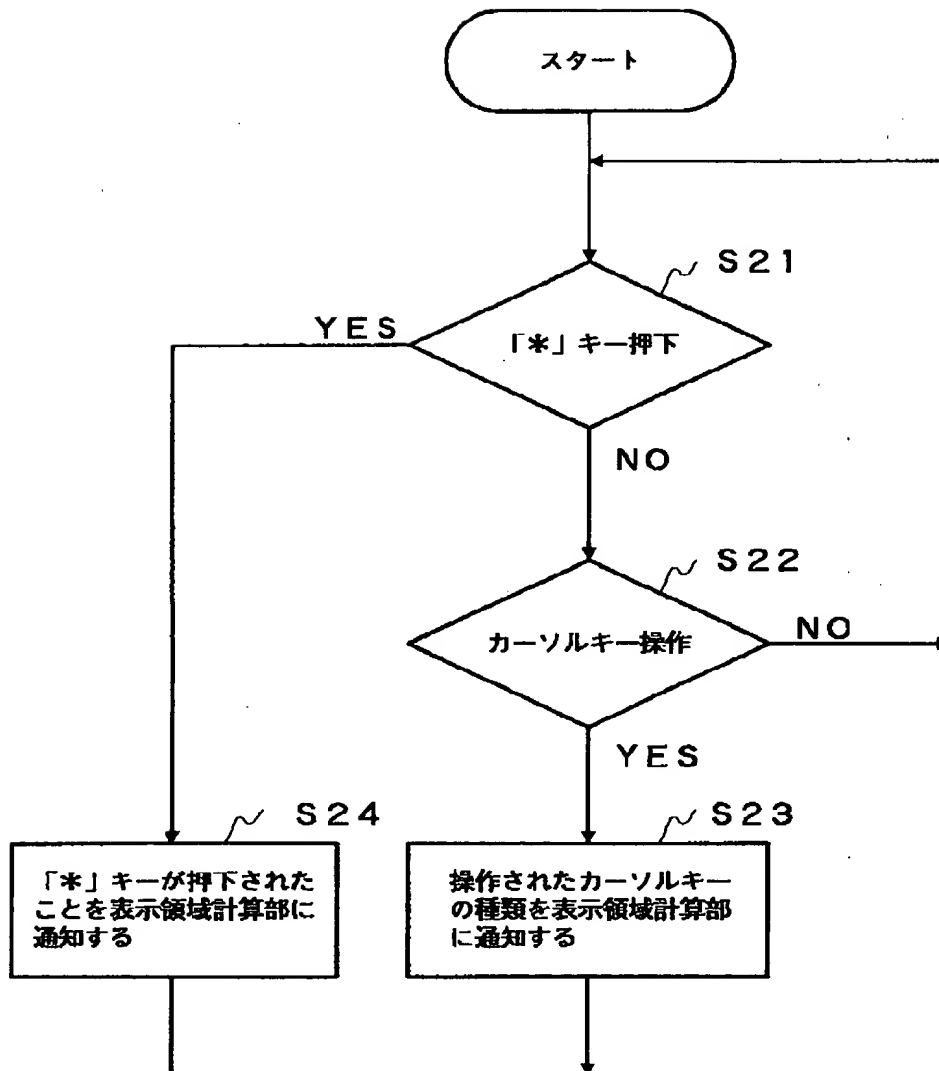 スタート
S21
YES
「＊」キー押下
NO
S22
カーソルキー操作
NO
YES
S24
S23
「＊」キーが押下された
ことを表示領域計算部に
通知する
操作されたカーソルキー
の種類を表示領域計算部
に通知する